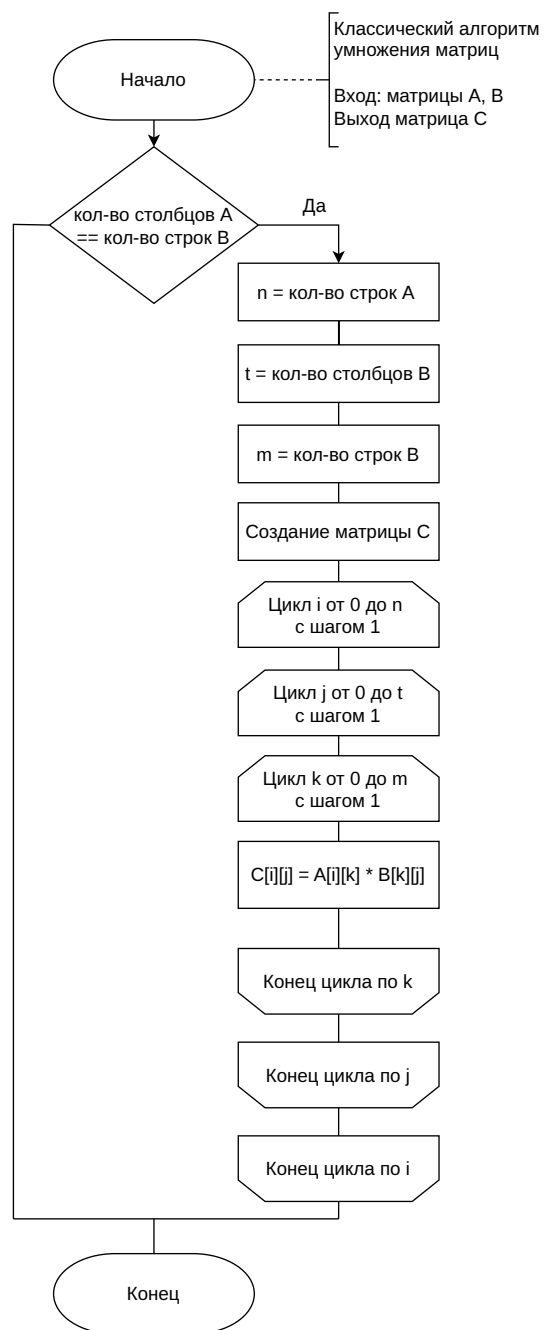 Классический алгоритм
умножения матриц
Вход: матрицы A, B
Выход матрица C
Начало
кол-во столбцов A
== кол-во строк B
Да
n = кол-во строк A
t = кол-во столбцов B
m = кол-во строк B
Создание матрицы C
Цикл i от 0 до n
с шагом 1
Цикл j от 0 до t
с шагом 1
Цикл k от 0 до m
с шагом 1
C[i][j] = A[i][k] * B[k][j]
Конец цикла по k
Конец цикла по j
Конец цикла по i
Конец